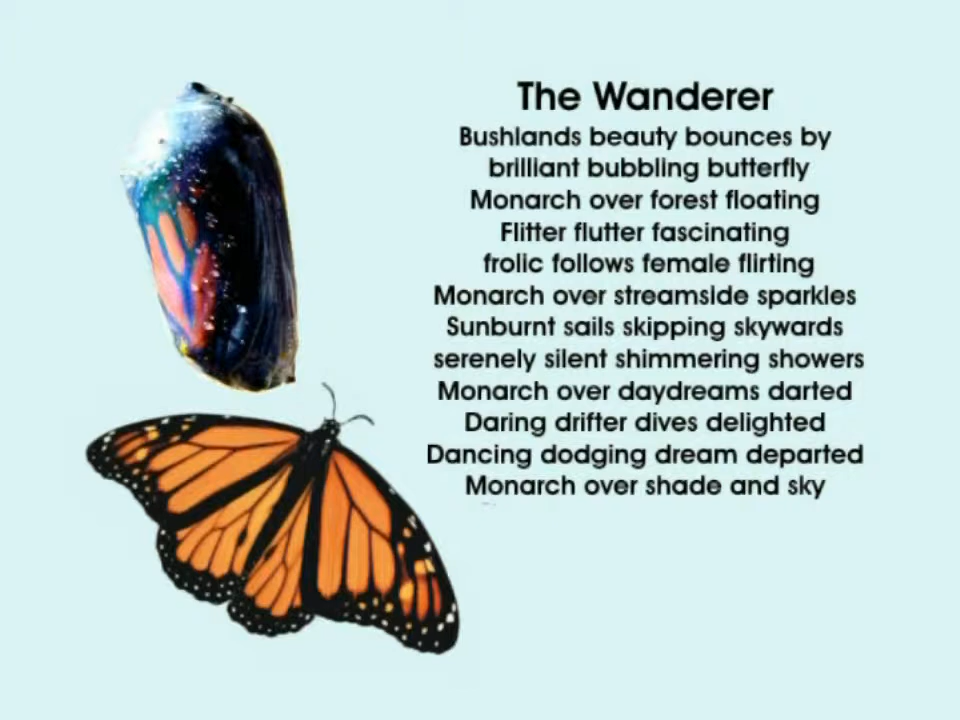 The Wanderer
Bushlands beauty bounces by
brilliant bubbling butterfly
Monarch over forest floating
Flitter flutter fascinating
frolic follows female flirting
Monarch over streamside sparkles
Sunburnt sails skipping skywards
serenely silent shimmering showers
Monarch over daydreams darted
Daring drifter dives delighted
Dancing dodging dream departed
Monarch over shade and sky